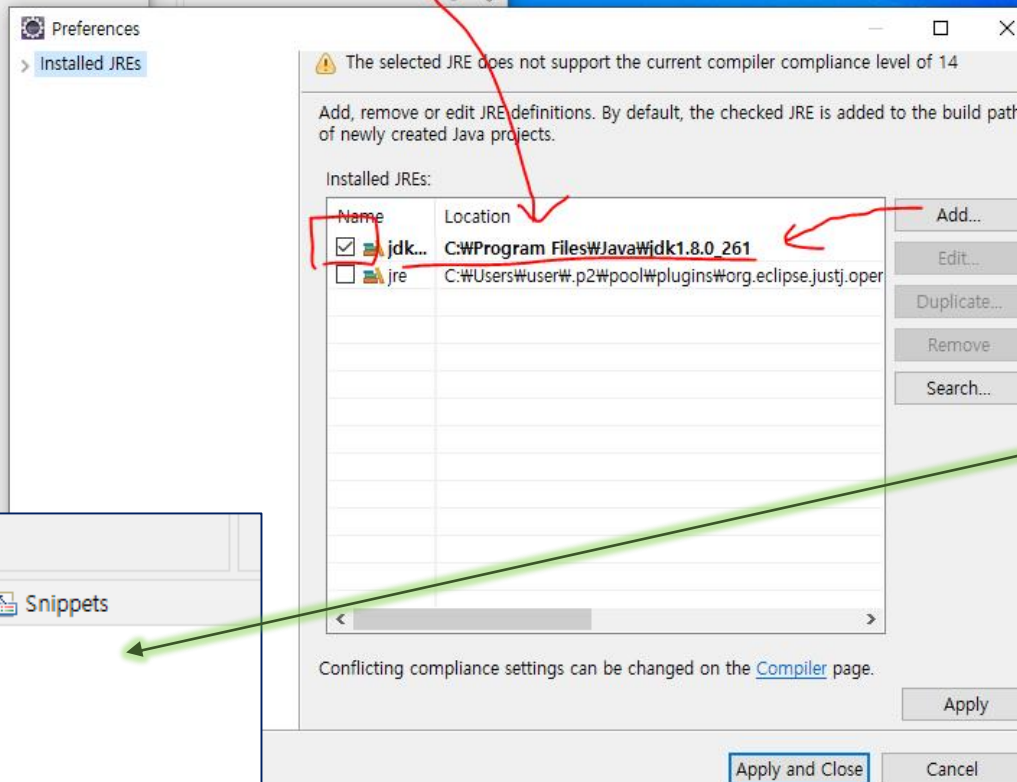 Preferences
Installed JREs
The selected JRE does not support the current compiler compliance level of 14
Add, remove or edit JRE definitions. By default, the checked JRE is added to the build path
of newly created Java projects.
Installed JREs:
Name Location
jdk... C:₩Program Files₩Java₩jdk1.8.0_261
jre C:₩Users₩user₩.p2₩pool₩plugins₩org.eclipse.justj.oper
Add...
Edit...
Duplicate...
Remove
Search...
Snippets
Conflicting compliance settings can be changed on the Compiler page.
Apply
Apply and Close Cancel